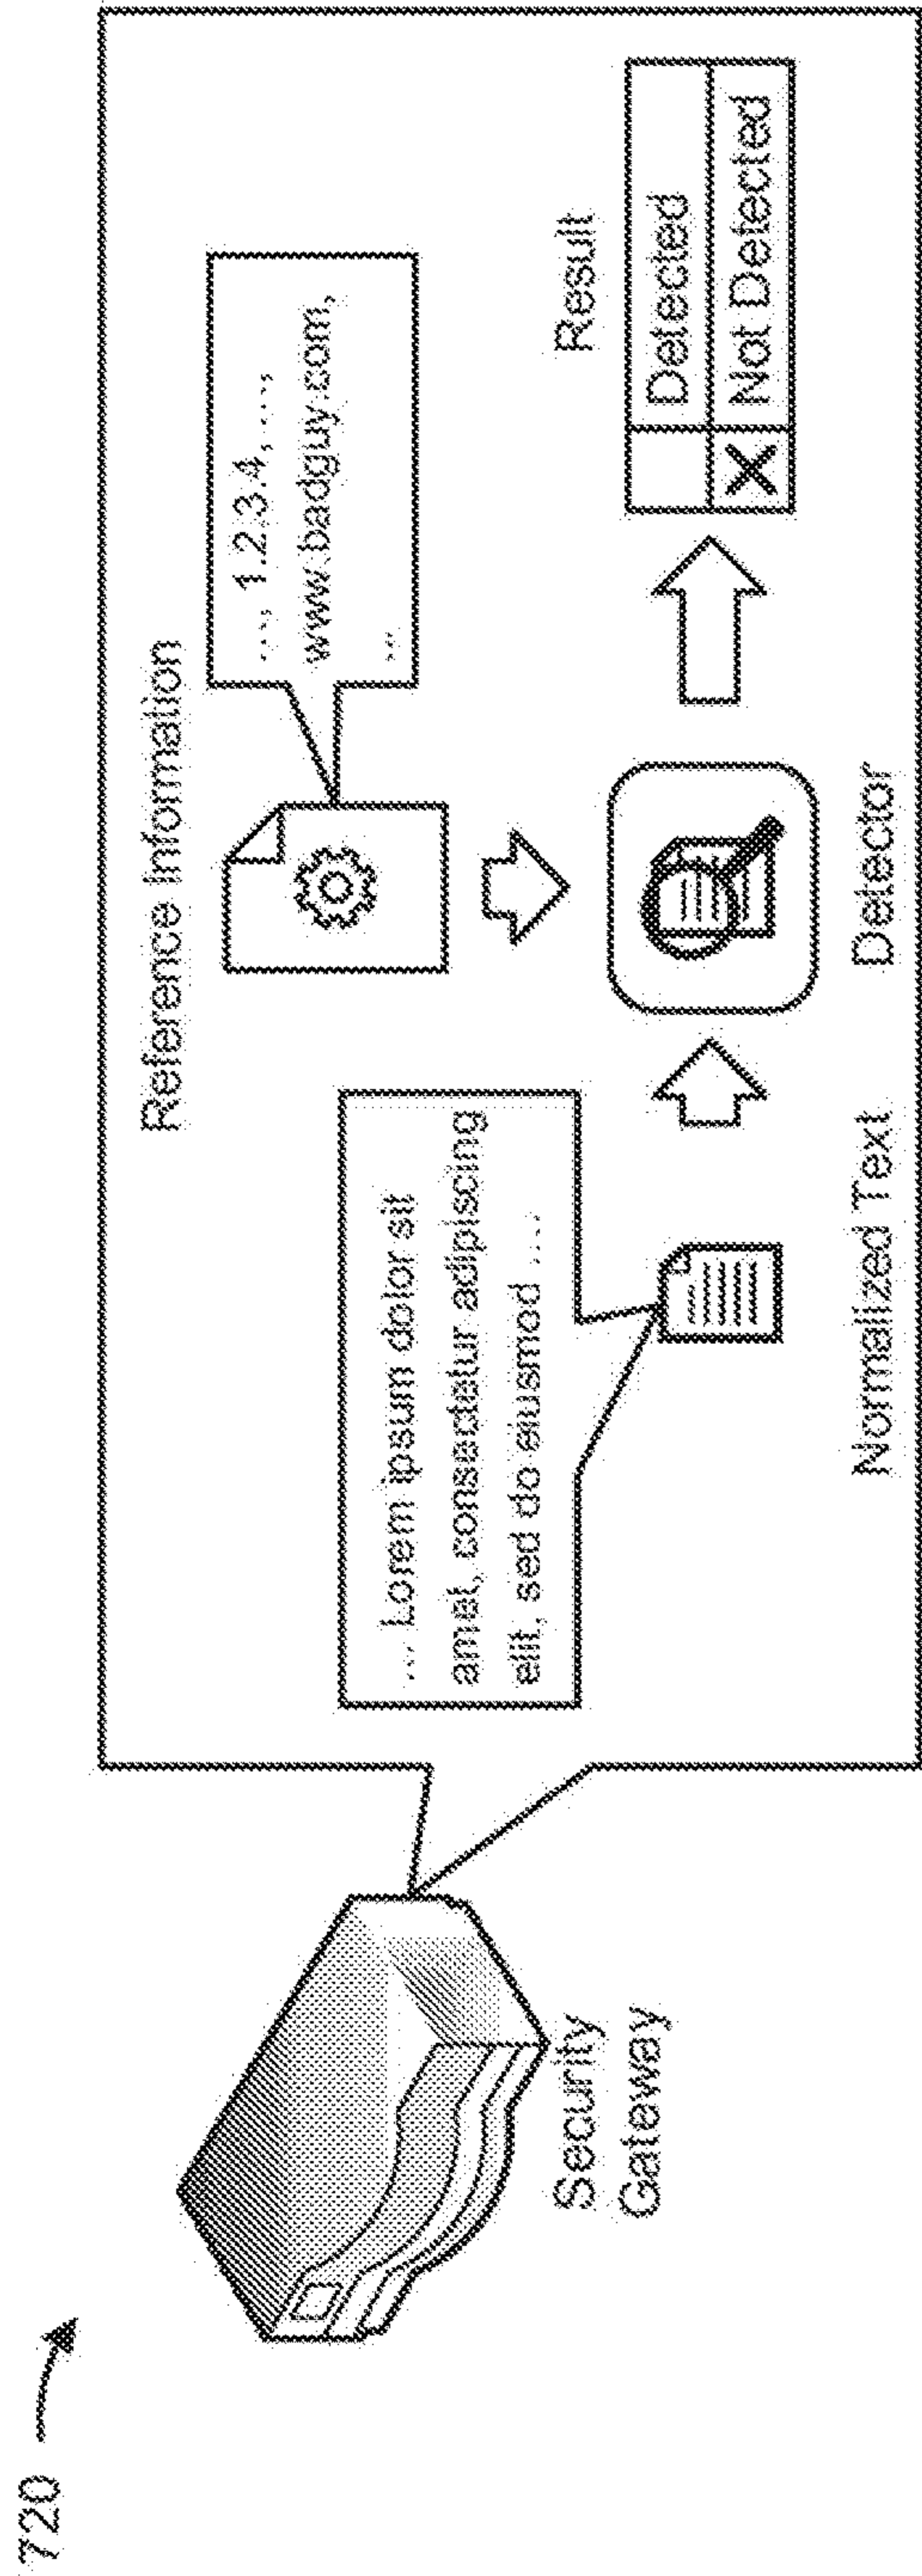 720
Security
Gateway
Reference Information
..., 1.2.3.4, ...,
www.badguy.com,
...
... Lorem ipsum dolor sit
amet, consectetur adipiscing
elit, sed do eiusmod ...
Normalized Text
Detector
Result
Detected
X Not Detected